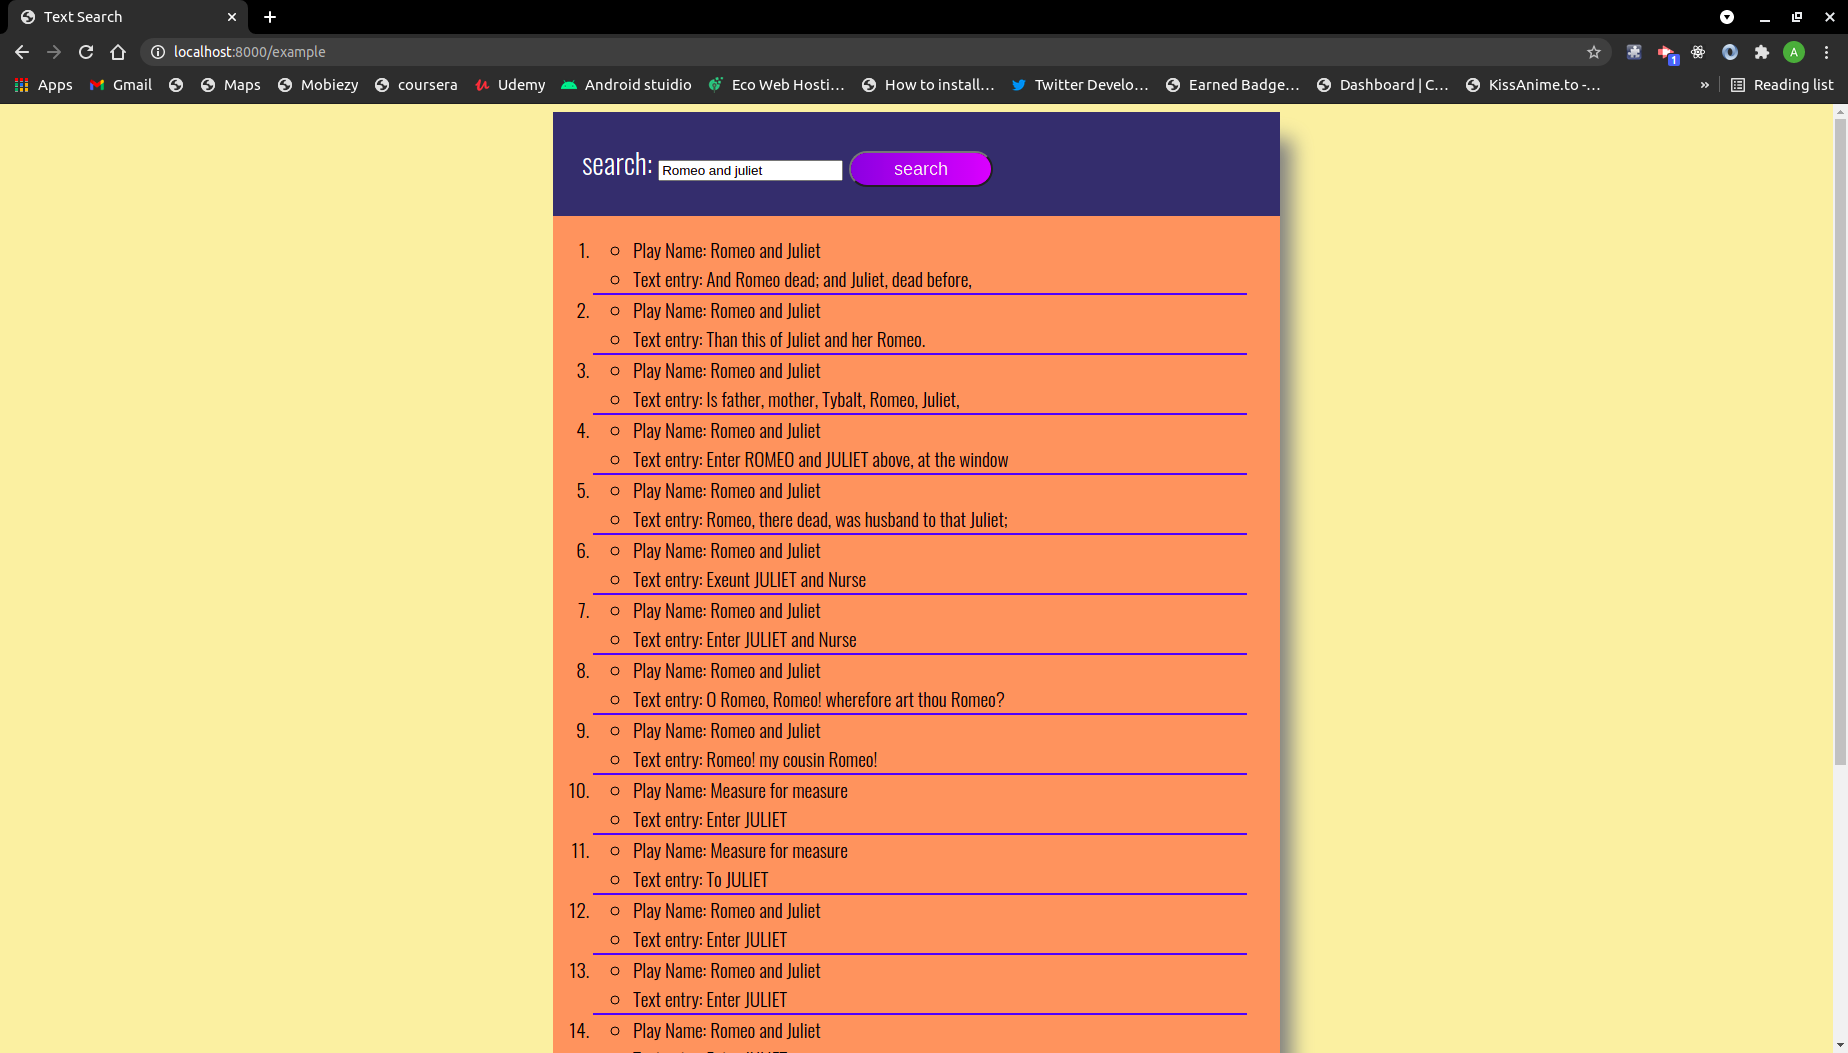 Text Search
localhost:8000/example
1
A
Apps Gmail Maps Mobiezy coursera Udemy Android stuidio Eco Web Hosti... How to install... Twitter Develo... Earned Badge... Dashboard | C... KissAnime.to -... » Reading list
search: Romeo and juliet search
1. Play Name: Romeo and Juliet
Text entry: And Romeo dead; and Juliet, dead before,
2. Play Name: Romeo and Juliet
Text entry: Than this of Juliet and her Romeo.
3. Play Name: Romeo and Juliet
Text entry: Is father, mother, Tybalt, Romeo, Juliet,
4. Play Name: Romeo and Juliet
Text entry: Enter ROMEO and JULIET above, at the window
5. Play Name: Romeo and Juliet
Text entry: Romeo, there dead, was husband to that Juliet;
6. Play Name: Romeo and Juliet
Text entry: Exeunt JULIET and Nurse
7. Play Name: Romeo and Juliet
Text entry: Enter JULIET and Nurse
8. Play Name: Romeo and Juliet
Text entry: O Romeo, Romeo! wherefore art thou Romeo?
9. Play Name: Romeo and Juliet
Text entry: Romeo! my cousin Romeo!
10. Play Name: Measure for measure
Text entry: Enter JULIET
11. Play Name: Measure for measure
Text entry: To JULIET
12. Play Name: Romeo and Juliet
Text entry: Enter JULIET
13. Play Name: Romeo and Juliet
Text entry: Enter JULIET
14. Play Name: Romeo and Juliet